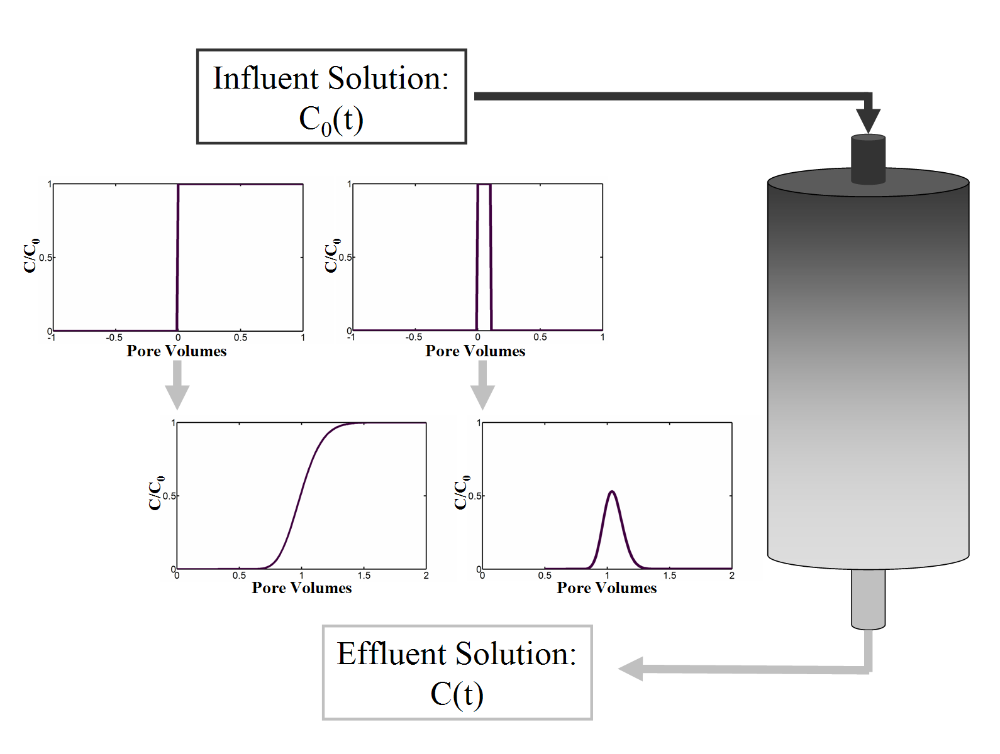 Influent Solution:
C₀(t)
1
0.5
0
C/C₀
-1 -0.5 0 0.5 1
Pore Volumes
1
0.5
0
C/C₀
-1 -0.5 0 0.5 1
Pore Volumes
1
0.5
0
C/C₀
0 0.5 1 1.5 2
Pore Volumes
1
0.5
0
C/C₀
0 0.5 1 1.5 2
Pore Volumes
Effluent Solution:
C(t)